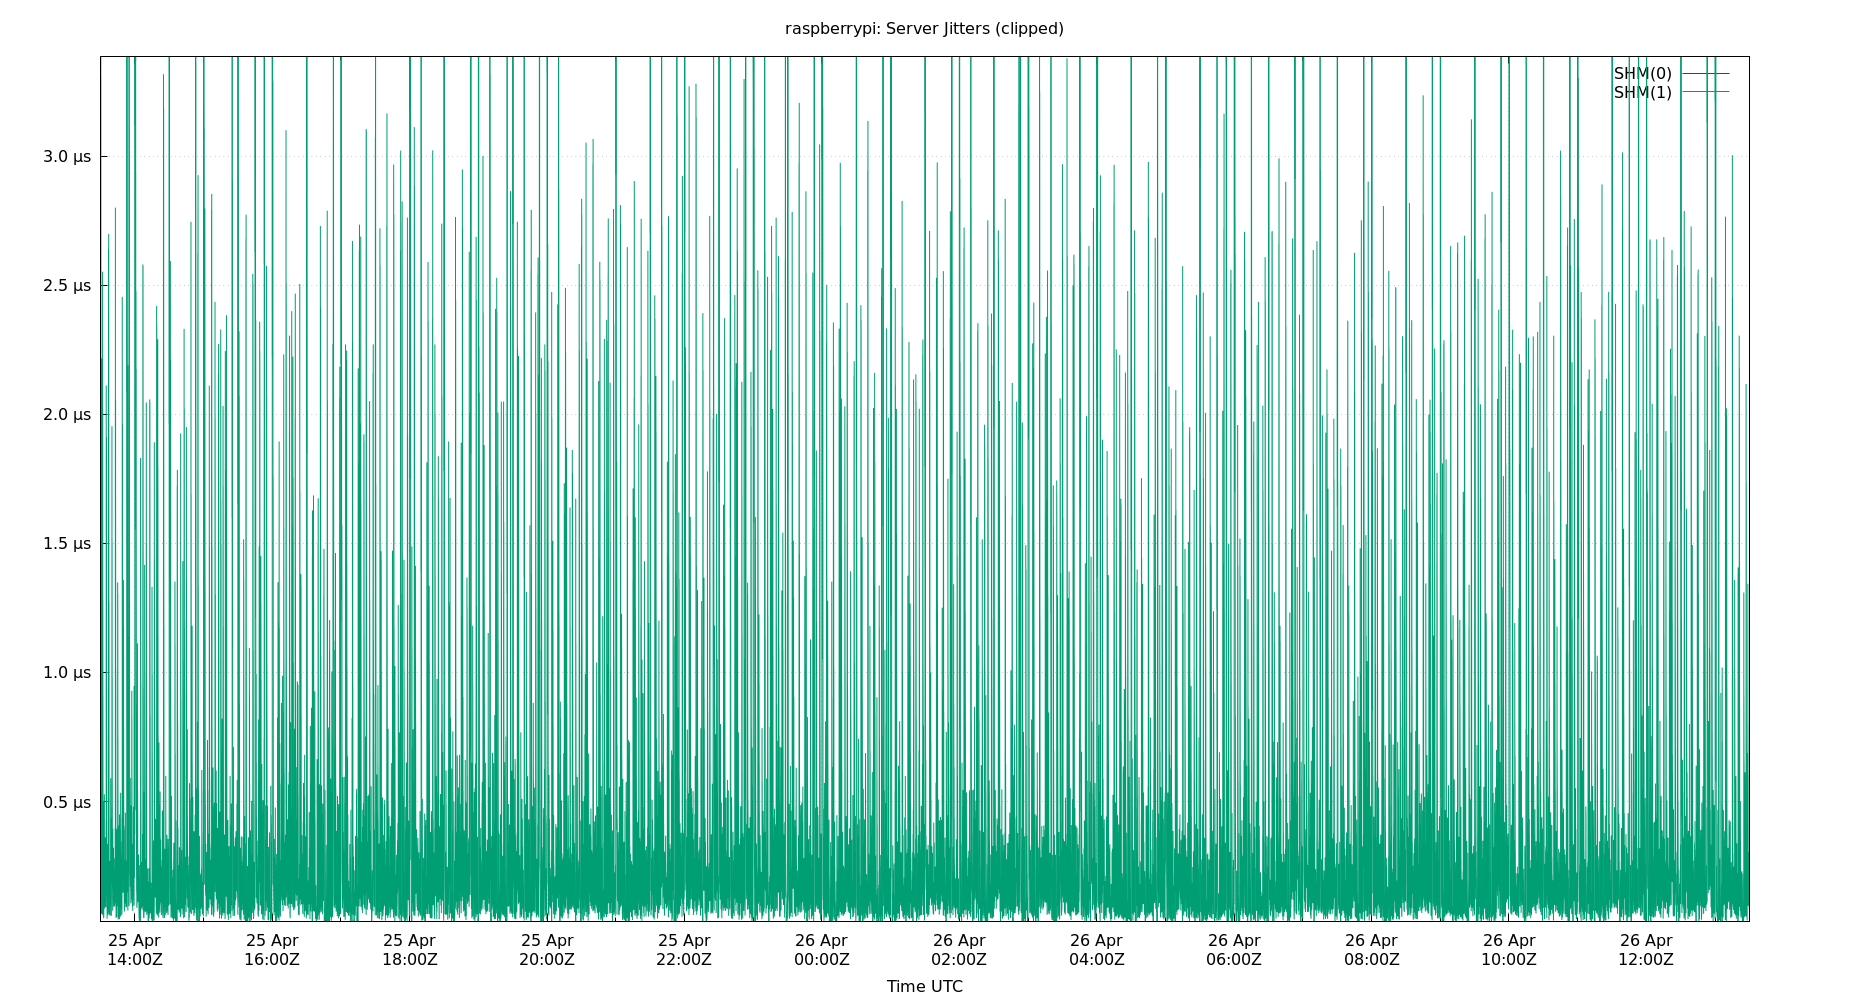 raspberrypi: Server Jitters (clipped)
SHM(0)
SHM(1)
3.0 µs
2.5 µs
2.0 µs
1.5 µs
1.0 µs
0.5 µs
25 Apr 25 Apr 25 Apr 25 Apr 25 Apr 26 Apr 26 Apr 26 Apr 26 Apr 26 Apr 26 Apr 26 Apr
14:00Z 16:00Z 18:00Z 20:00Z 22:00Z 00:00Z 02:00Z 04:00Z 06:00Z 08:00Z 10:00Z 12:00Z
Time UTC